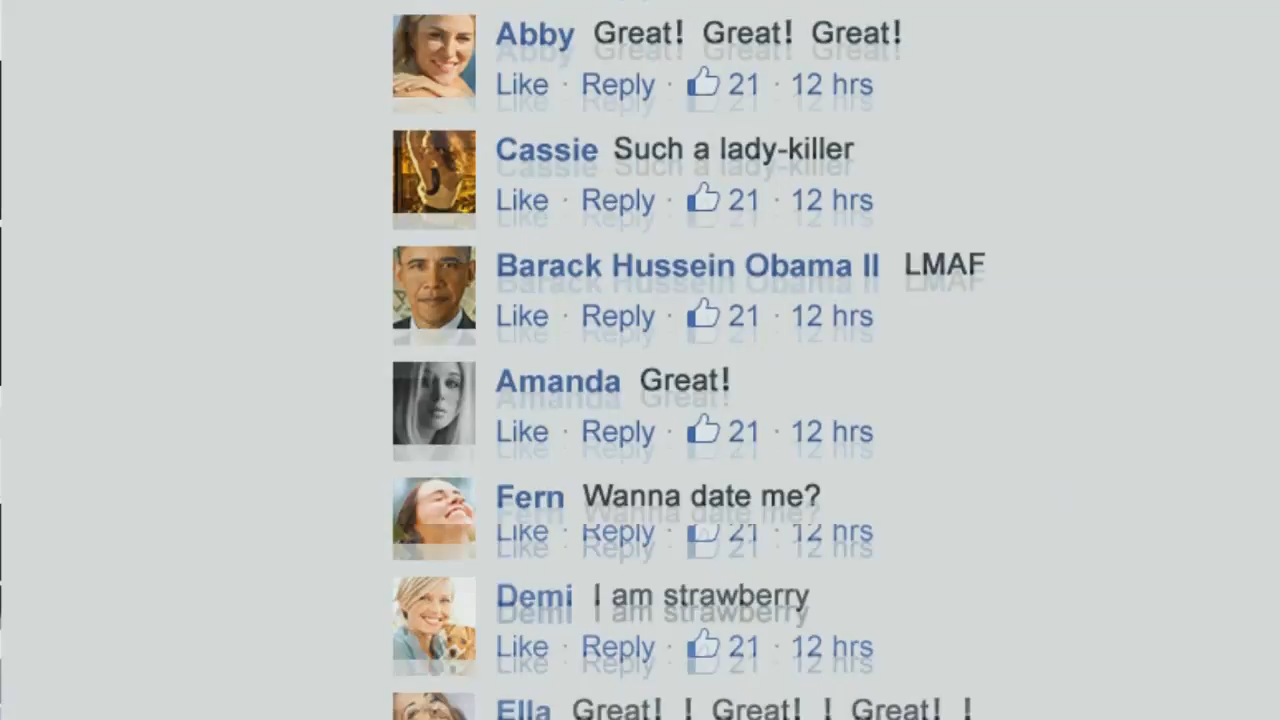 Abby Great! Great! Great!
Like · Reply · 21 · 12 hrs
Cassie Such a lady-killer
Like · Reply · 21 · 12 hrs
Barack Hussein Obama II LMAF
Like · Reply · 21 · 12 hrs
Amanda Great!
Like · Reply · 21 · 12 hrs
Fern Wanna date me?
Like · Reply · 21 · 12 hrs
Demi I am strawberry
Like · Reply · 21 · 12 hrs
Ella Great! ! Great! ! Great! !